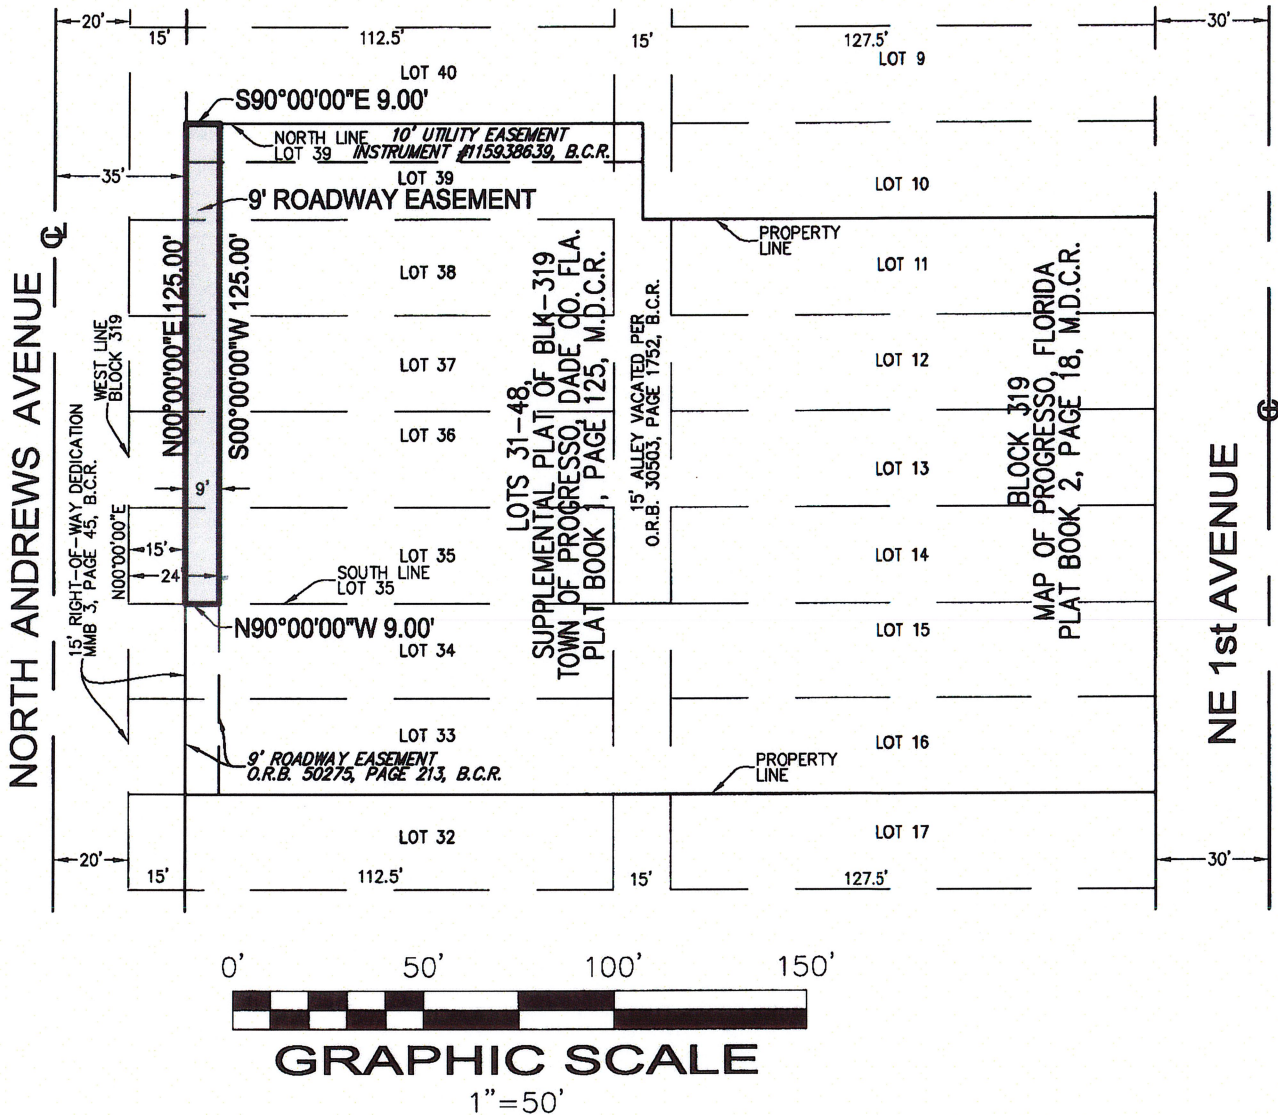 20'
30'
15'
112.5'
15'
127.5'
LOT 9
LOT 40
S90°00'00"E 9.00'
NORTH LINE
LOT 39
10' UTILITY EASEMENT
INSTRUMENT #115938639, B.C.R.
35'
LOT 39
LOT 10
9' ROADWAY EASEMENT
PROPERTY
LINE
℄
NORTH ANDREWS AVENUE
N00°00'00"E 125.00'
S00°00'00"W 125.00'
WEST LINE
BLOCK 319
15' RIGHT-OF-WAY DEDICATION
MMB 3, PAGE 45, B.C.R.
N00°00'00"E
LOT 38
LOT 37
LOT 36
LOT 35
9'
15'
24'
SOUTH LINE
LOT 35
N90°00'00"W 9.00'
LOT 34
LOT 33
9' ROADWAY EASEMENT
O.R.B. 50275, PAGE 213, B.C.R.
LOTS 31-48,
SUPPLEMENTAL PLAT OF BLK-319
TOWN OF PROGRESSO, DADE CO. FLA.
PLAT BOOK 1, PAGE 125, M.D.C.R.
15' ALLEY VACATED PER
O.R.B. 30503, PAGE 1752, B.C.R.
LOT 11
LOT 12
LOT 13
LOT 14
LOT 15
LOT 16
BLOCK 319
MAP OF PROGRESSO, FLORIDA
PLAT BOOK 2, PAGE 18, M.D.C.R.
℄
NE 1st AVENUE
PROPERTY
LINE
LOT 32
LOT 17
20'
30'
15'
112.5'
15'
127.5'
0' 50' 100' 150'
GRAPHIC SCALE
1"=50'